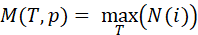 M(T, p) = max_T(N(i))